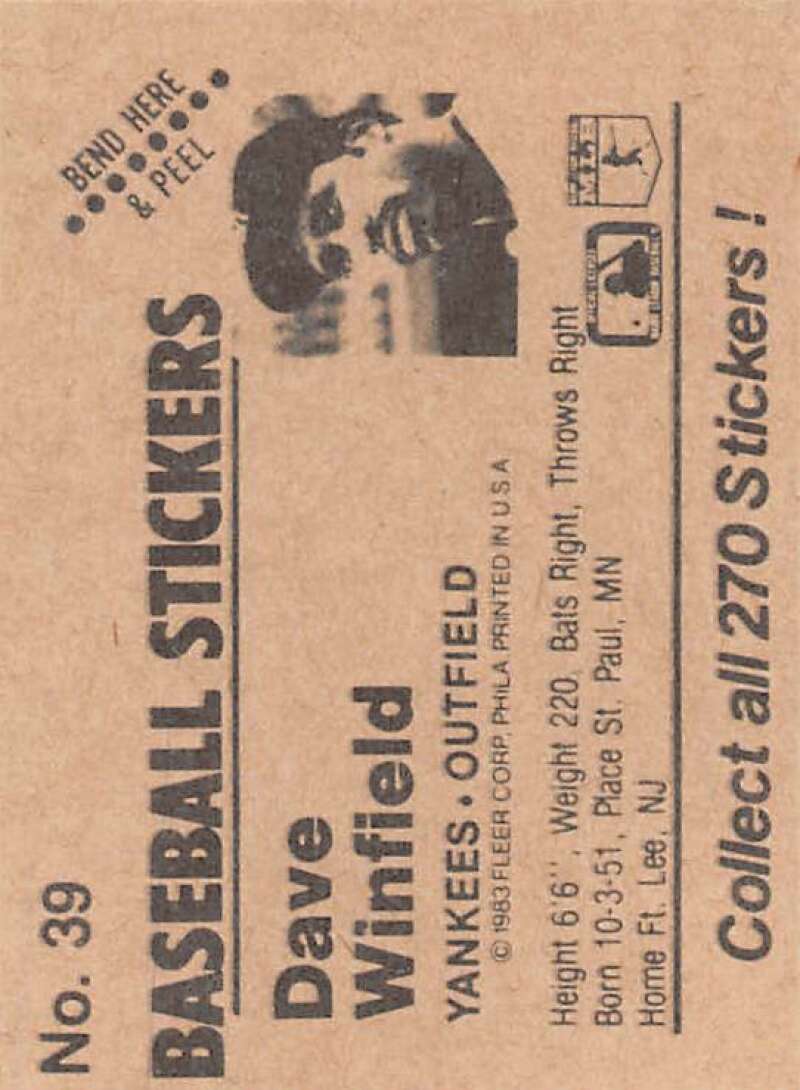 No. 39
BEND HERE
& PEEL
BASEBALL STICKERS
Dave
Winfield
YANKEES • OUTFIELD
© 1983 FLEER CORP. PHILA PRINTED IN U S A
Height 6'6'', Weight 220, Bats Right, Throws Right
Born 10-3-51, Place St. Paul, MN
Home Ft. Lee, NJ
Collect all 270 Stickers!